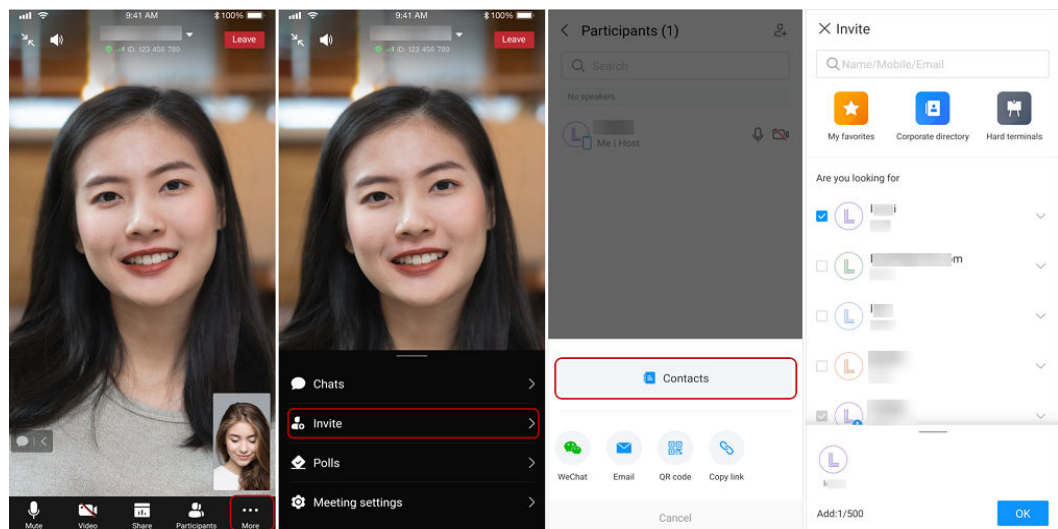 9:41 AM
100%
ID: 123 456 789
Leave
Mute
Video
Share
Participants
More
9:41 AM
100%
ID: 123 456 789
Leave
Chats
Invite
Polls
Meeting settings
Participants (1)
Search
No speakers
L
Me | Host
Contacts
WeChat
Email
QR code
Copy link
Cancel
Invite
Name/Mobile/Email
My favorites
Corporate directory
Hard terminals
Are you looking for
L
L
L
L
L
L
Add:1/500
OK